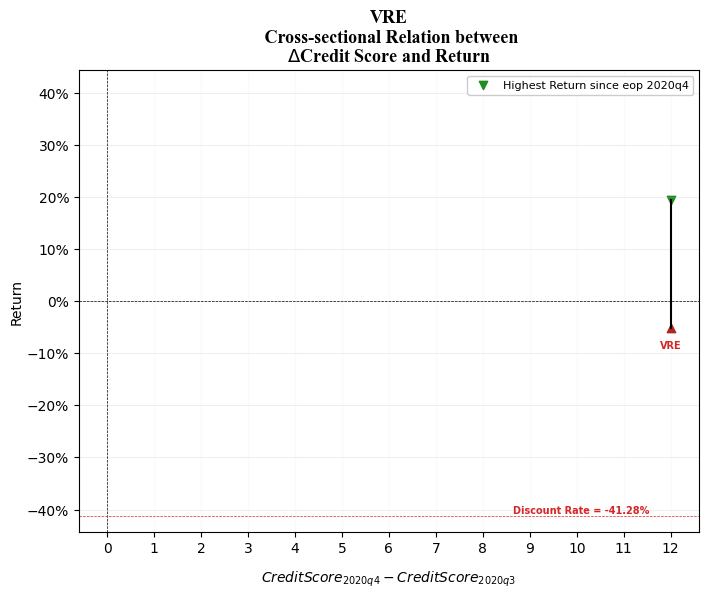 VRE
Cross-sectional Relation between
ΔCredit Score and Return
Highest Return since eop 2020q4
40%
30%
20%
10%
0%
−10%
−20%
−30%
−40%
Return
VRE
Discount Rate = -41.28%
0 1 2 3 4 5 6 7 8 9 10 11 12
CreditScore2020q4 − CreditScore2020q3